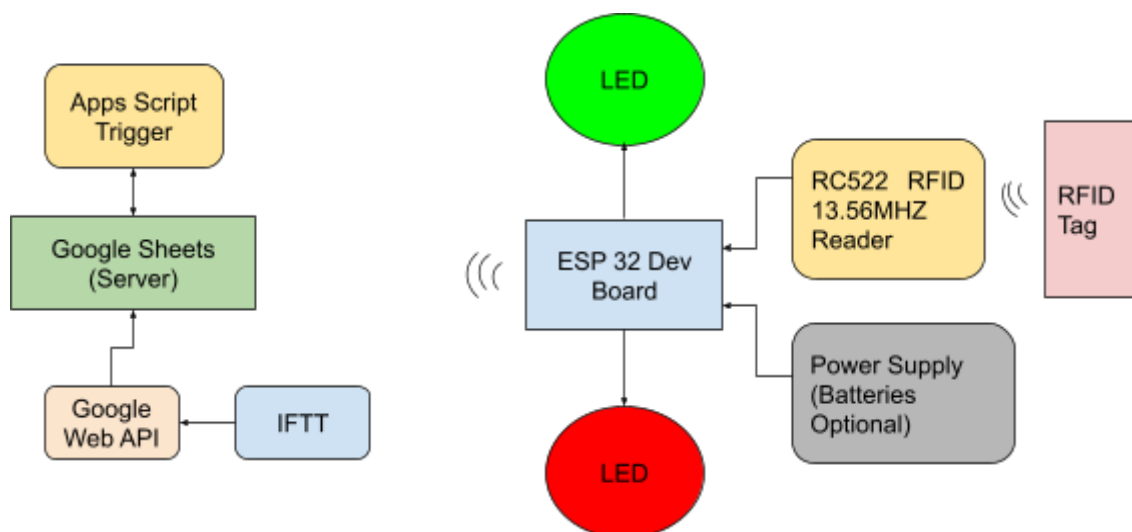 Apps Script
Trigger
Google Sheets
(Server)
Google
Web API
IFTT
LED
ESP 32 Dev
Board
LED
RC522 RFID
13.56MHZ
Reader
Power Supply
(Batteries
Optional)
RFID
Tag